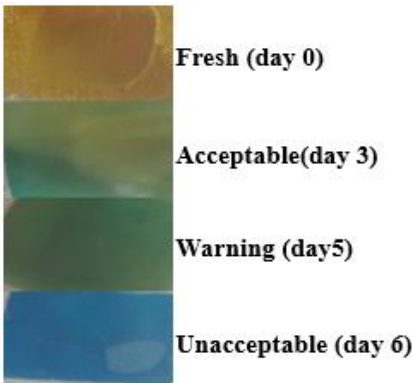 Fresh (day 0)
Acceptable(day 3)
Warning (day5)
Unacceptable (day 6)